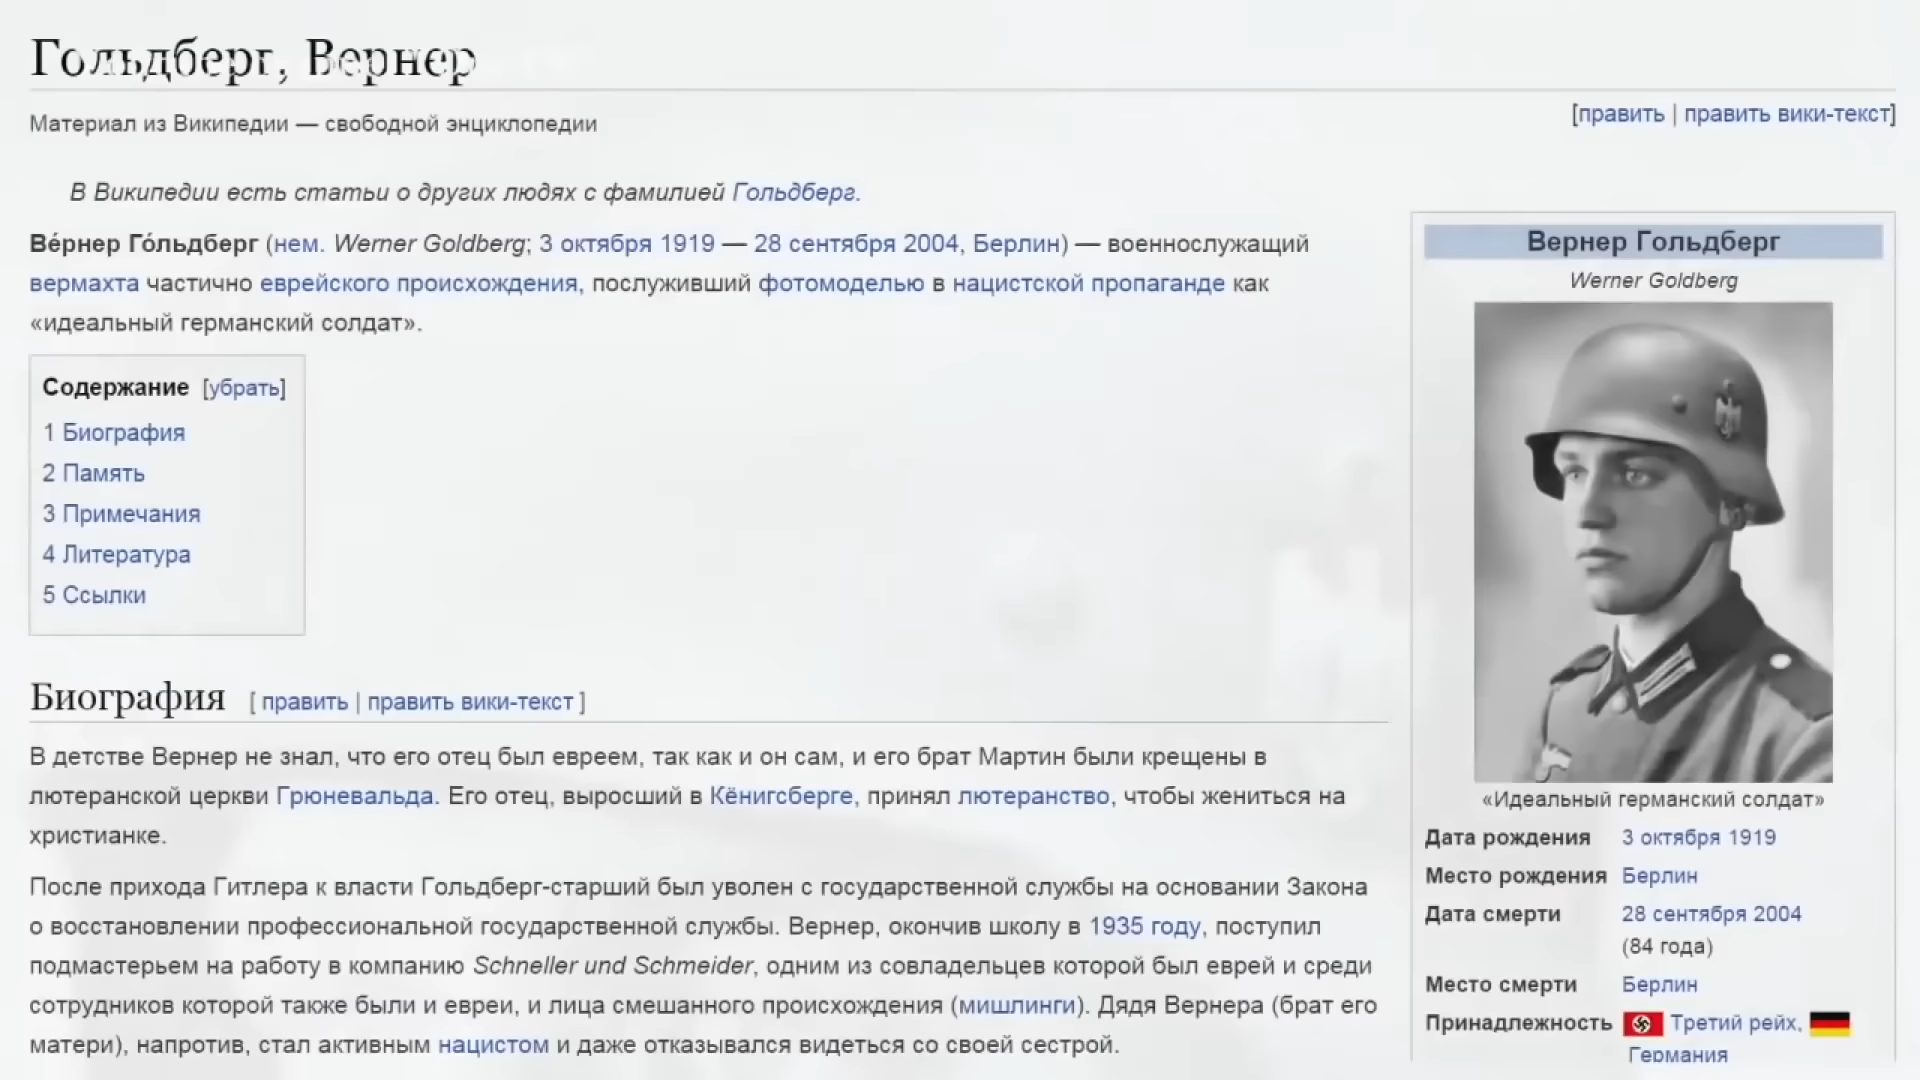 Гольдберг, Вернер
[править | править вики-текст]
Материал из Википедии — свободной энциклопедии
В Википедии есть статьи о других людях с фамилией Гольдберг.
Ве́рнер Го́льдберг (нем. Werner Goldberg; 3 октября 1919 — 28 сентября 2004, Берлин) — военнослужащий
вермахта частично еврейского происхождения, послуживший фотомоделью в нацистской пропаганде как
«идеальный германский солдат».
Содержание [убрать]
1 Биография
2 Память
3 Примечания
4 Литература
5 Ссылки
Биография [ править | править вики-текст ]
В детстве Вернер не знал, что его отец был евреем, так как и он сам, и его брат Мартин были крещены в
лютеранской церкви Грюневальда. Его отец, выросший в Кёнигсберге, принял лютеранство, чтобы жениться на
христианке.
После прихода Гитлера к власти Гольдберг-старший был уволен с государственной службы на основании Закона
о восстановлении профессиональной государственной службы. Вернер, окончив школу в 1935 году, поступил
подмастерьем на работу в компанию Schneller und Schmeider, одним из совладельцев которой был еврей и среди
сотрудников которой также были и евреи, и лица смешанного происхождения (мишлинги). Дядя Вернера (брат его
матери), напротив, стал активным нацистом и даже отказывался видеться со своей сестрой.
Вернер Гольдберг
Werner Goldberg
«Идеальный германский солдат»
Дата рождения 3 октября 1919
Место рождения Берлин
Дата смерти 28 сентября 2004
(84 года)
Место смерти Берлин
Принадлежность Третий рейх,
Германия